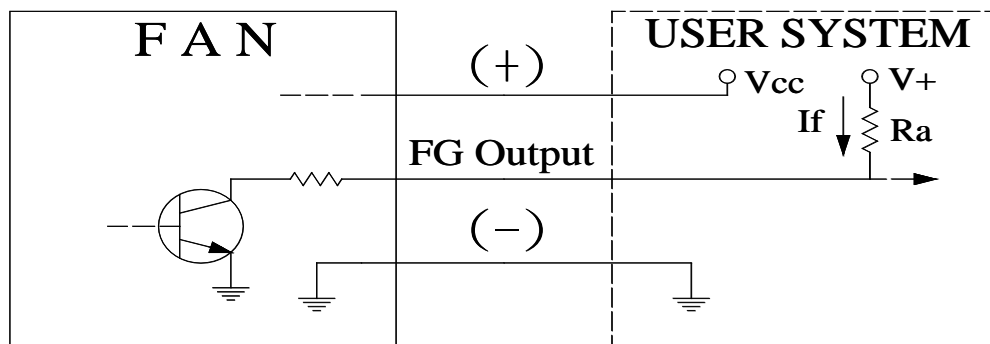 F A N
USER SYSTEM
(+)
Vcc
V+
If
Ra
FG Output
(−)